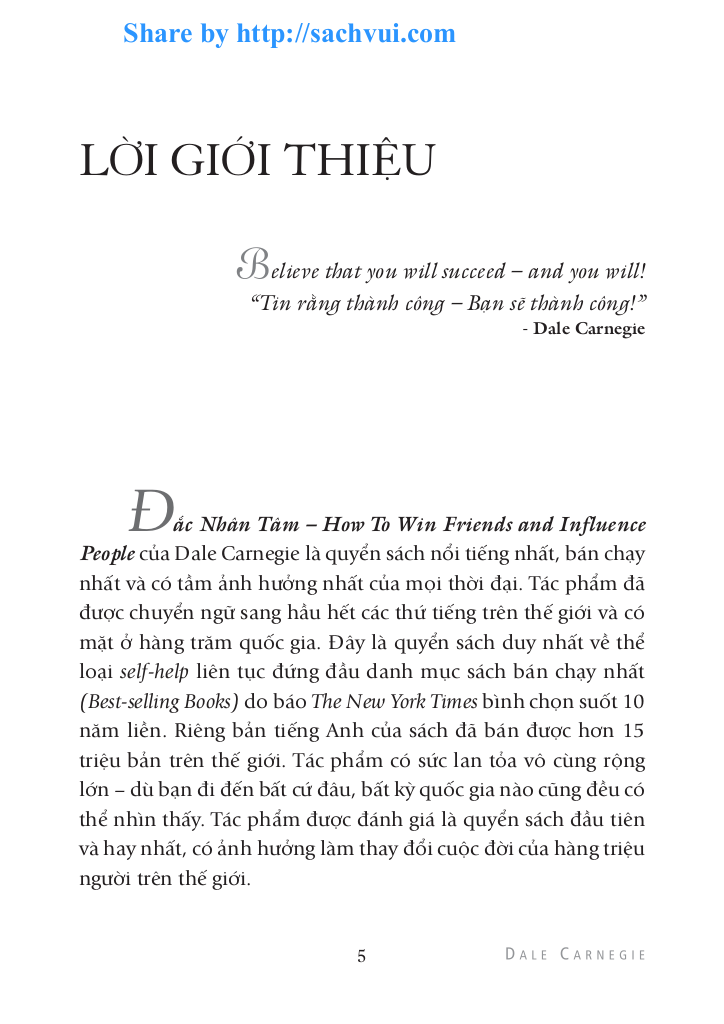 Share by http://sachvui.com
LỜI GIỚI THIỆU
Believe that you will succeed – and you will!
“Tin rằng thành công – Bạn sẽ thành công!”
- Dale Carnegie
Đắc Nhân Tâm – How To Win Friends and Influence
People của Dale Carnegie là quyển sách nổi tiếng nhất, bán chạy
nhất và có tầm ảnh hưởng nhất của mọi thời đại. Tác phẩm đã
được chuyển ngữ sang hầu hết các thứ tiếng trên thế giới và có
mặt ở hàng trăm quốc gia. Đây là quyển sách duy nhất về thể
loại self-help liên tục đứng đầu danh mục sách bán chạy nhất
(Best-selling Books) do báo The New York Times bình chọn suốt 10
năm liền. Riêng bản tiếng Anh của sách đã bán được hơn 15
triệu bản trên thế giới. Tác phẩm có sức lan tỏa vô cùng rộng
lớn – dù bạn đi đến bất cứ đâu, bất kỳ quốc gia nào cũng đều có
thể nhìn thấy. Tác phẩm được đánh giá là quyển sách đầu tiên
và hay nhất, có ảnh hưởng làm thay đổi cuộc đời của hàng triệu
người trên thế giới.
5 DALE CARNEGIE